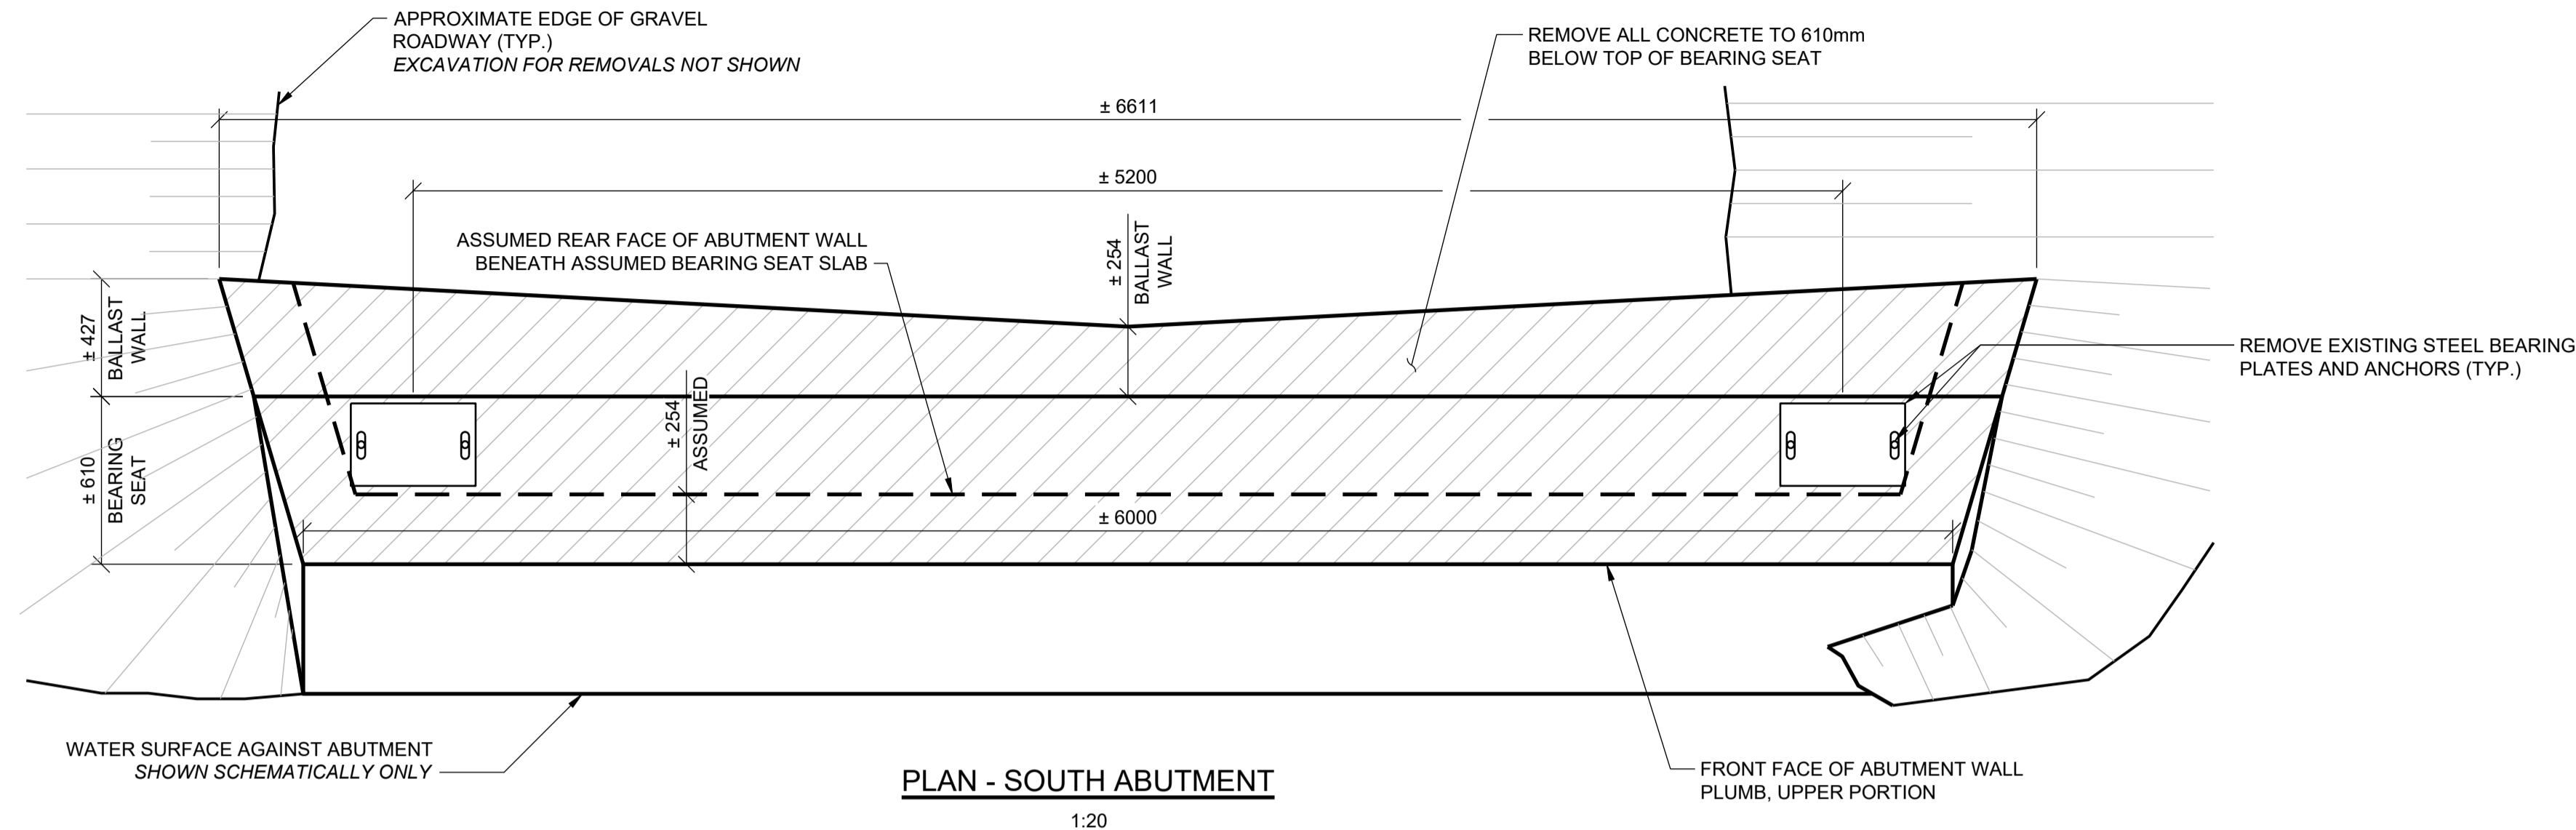 APPROXIMATE EDGE OF GRAVEL
ROADWAY (TYP.)
EXCAVATION FOR REMOVALS NOT SHOWN
REMOVE ALL CONCRETE TO 610mm
BELOW TOP OF BEARING SEAT
± 6611
± 5200
ASSUMED REAR FACE OF ABUTMENT WALL
BENEATH ASSUMED BEARING SEAT SLAB
± 254
BALLAST
WALL
± 427
BALLAST
WALL
REMOVE EXISTING STEEL BEARING
PLATES AND ANCHORS (TYP.)
± 254
ASSUMED
± 610
BEARING
SEAT
± 6000
WATER SURFACE AGAINST ABUTMENT
SHOWN SCHEMATICALLY ONLY
FRONT FACE OF ABUTMENT WALL
PLUMB, UPPER PORTION
PLAN - SOUTH ABUTMENT
1:20